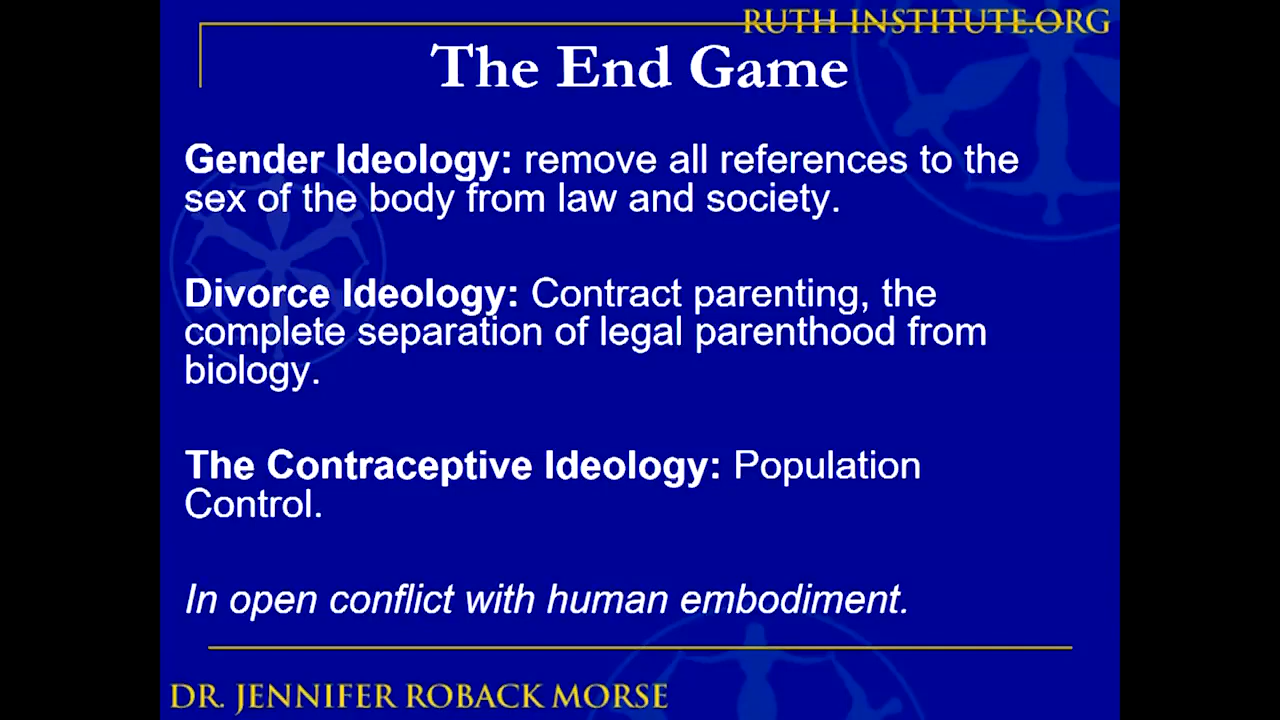 RUTH INSTITUTE.ORG
The End Game
Gender Ideology: remove all references to the
sex of the body from law and society.
Divorce Ideology: Contract parenting, the
complete separation of legal parenthood from
biology.
The Contraceptive Ideology: Population
Control.
In open conflict with human embodiment.
DR. JENNIFER ROBACK MORSE